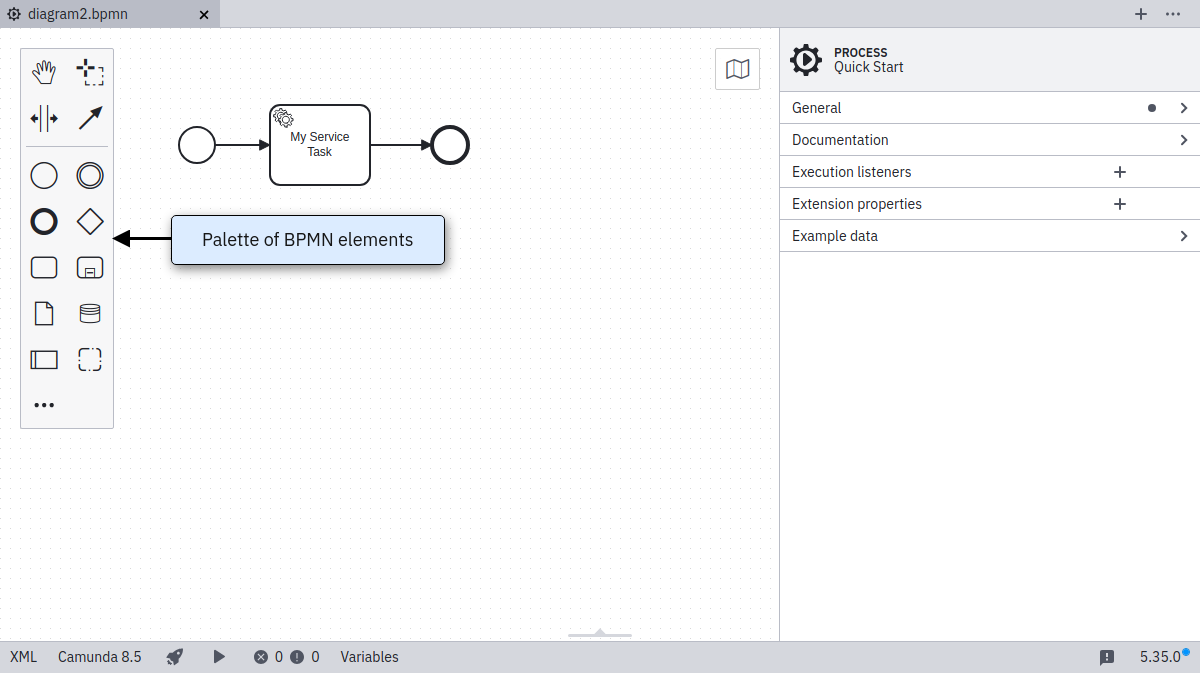 diagram2.bpmn
PROCESS
Quick Start
General
Documentation
Execution listeners
Extension properties
Example data
My Service
Task
Palette of BPMN elements
XML Camunda 8.5 0 0 Variables 5.35.0